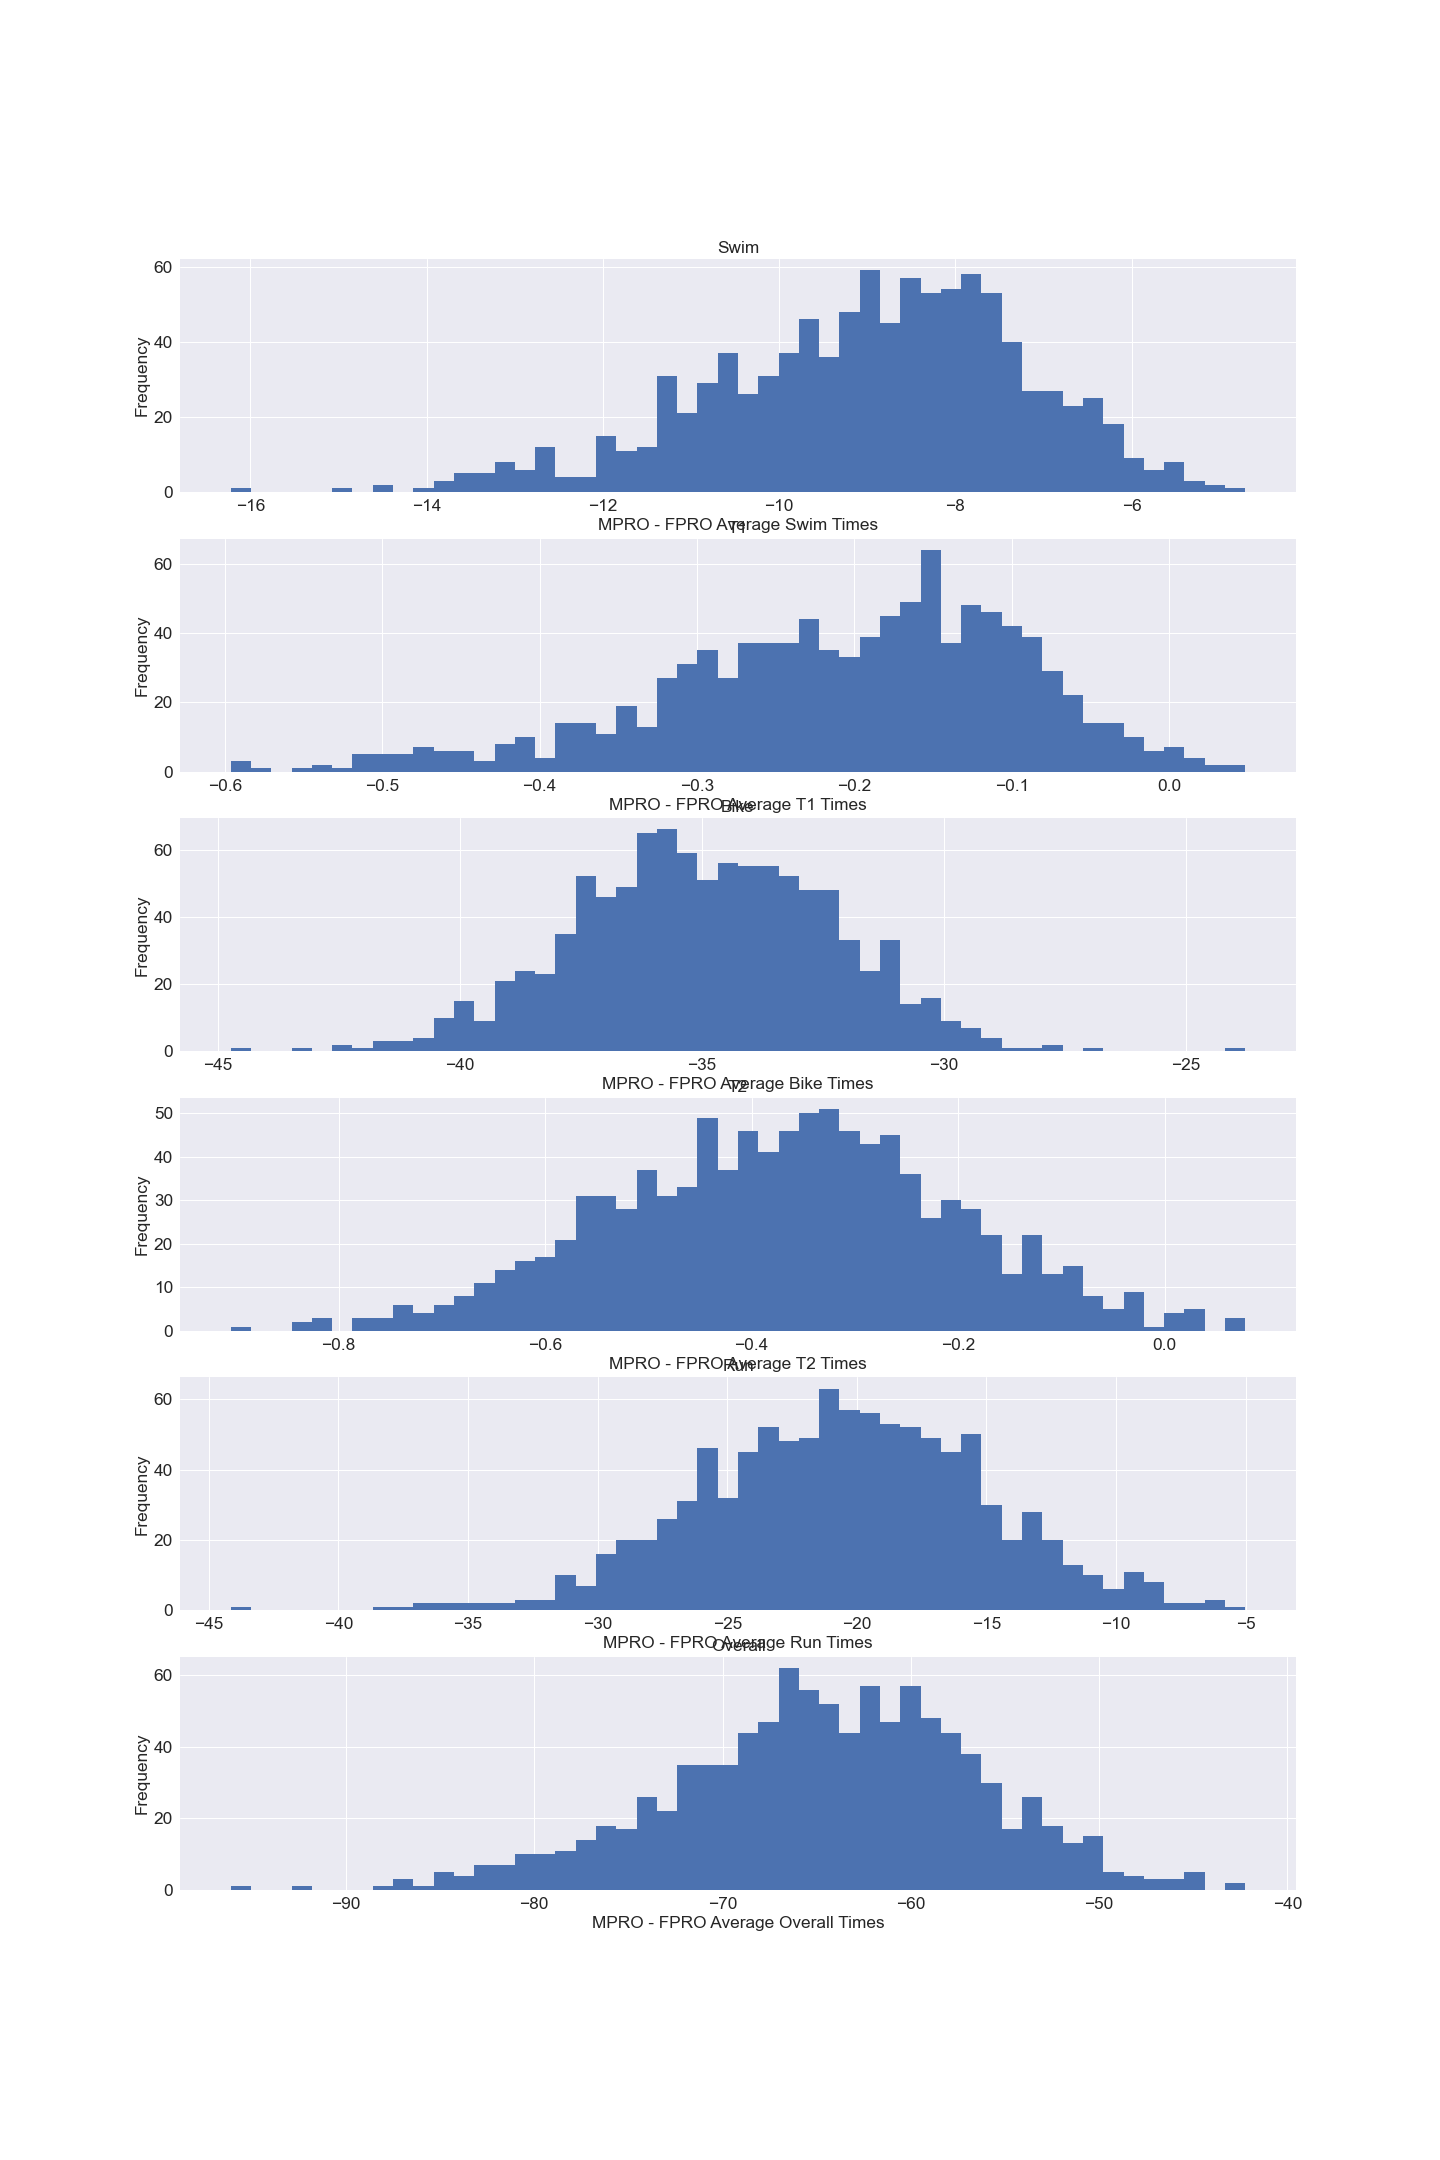 Swim
60
40
20
0
Frequency
−16 −14 −12 −10 −8 −6
MPRO - FPRO Average Swim Times
T1
60
40
20
0
Frequency
−0.6 −0.5 −0.4 −0.3 −0.2 −0.1 0.0
MPRO - FPRO Average T1 Times
Bike
60
40
20
0
Frequency
−45 −40 −35 −30 −25
MPRO - FPRO Average Bike Times
T2
50
40
30
20
10
0
Frequency
−0.8 −0.6 −0.4 −0.2 0.0
MPRO - FPRO Average T2 Times
Run
60
40
20
0
Frequency
−45 −40 −35 −30 −25 −20 −15 −10 −5
MPRO - FPRO Average Run Times
Overall
60
40
20
0
Frequency
−90 −80 −70 −60 −50 −40
MPRO - FPRO Average Overall Times